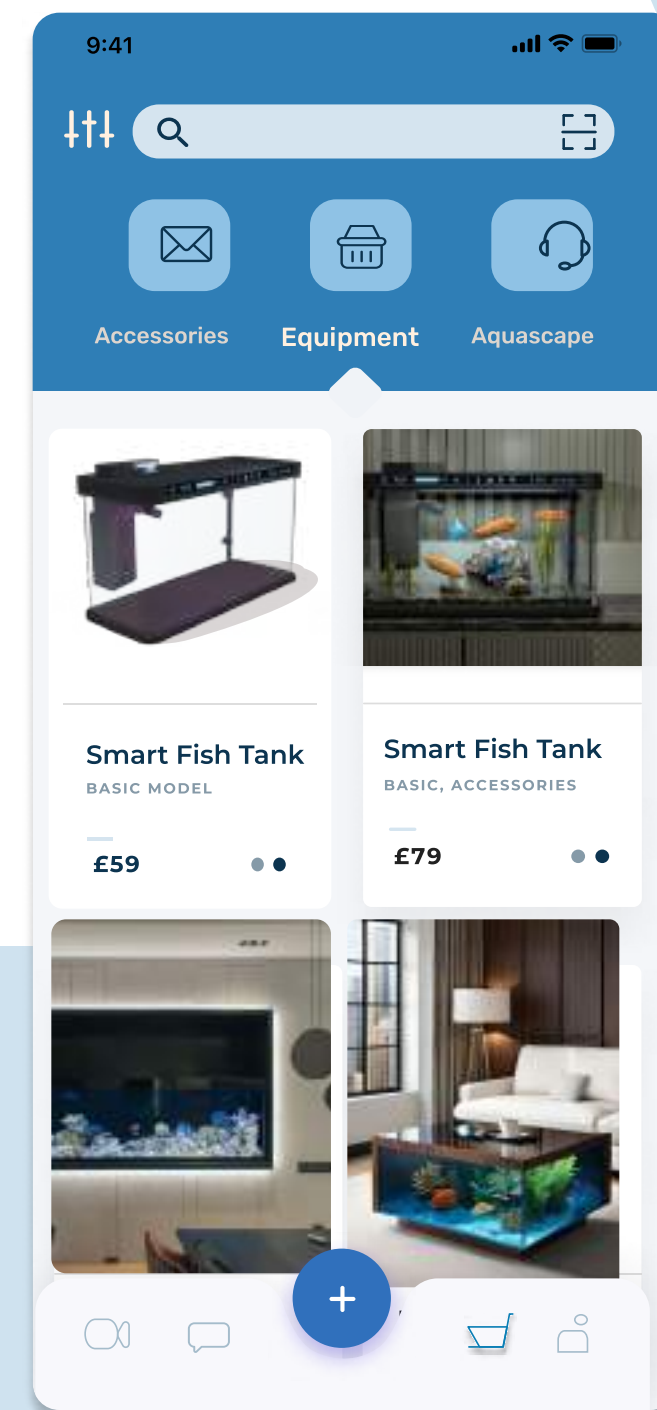 9:41
Accessories Equipment Aquascape
Smart Fish Tank
BASIC MODEL
£59
Smart Fish Tank
BASIC, ACCESSORIES
£79